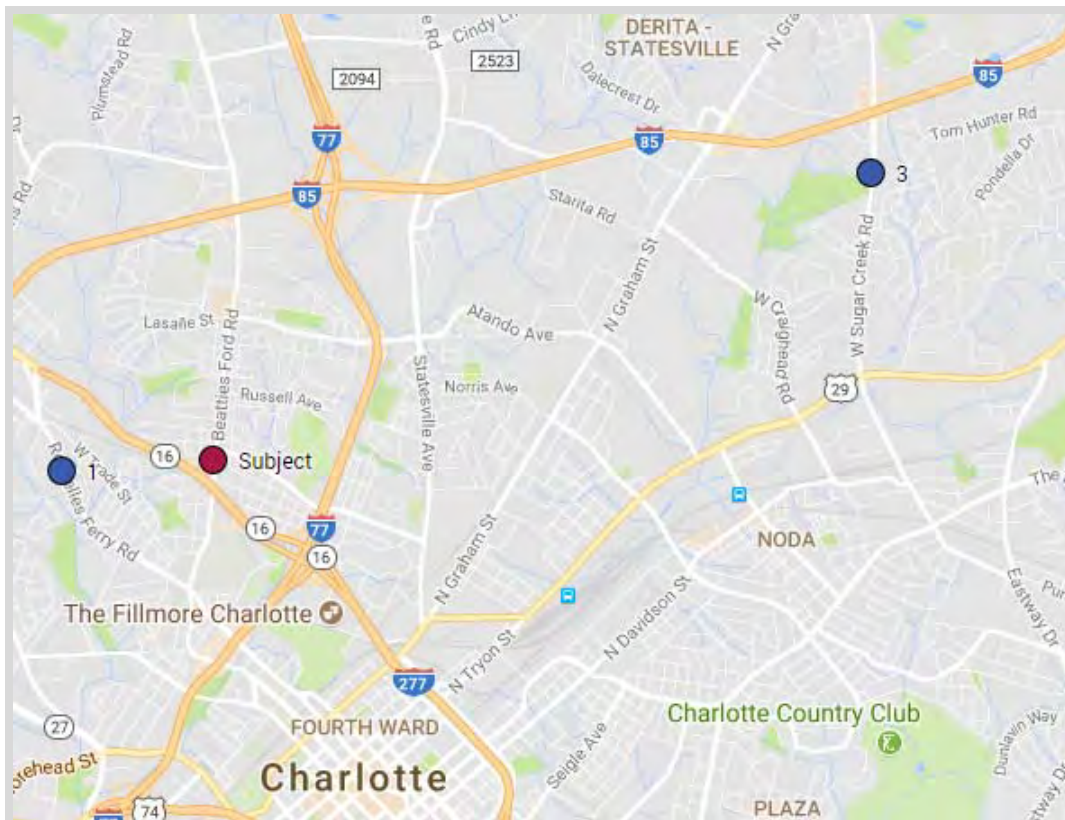 DERITA -
STATESVILLE
Cindy
2523
2094
Plumstead Rd
Dalecrest Dr
85
Tom Hunter Rd
77
85
Pondella Dr
3
85
Starita Rd
N Graham St
W Sugar Creek Rd
Lasalle St
Atando Ave
W Craighead Rd
Beatties Ford Rd
Statesville Ave
Norris Ave
29
Russell Ave
16
Subject
1
W Trade St
Ferry Rd
16
77
16
NODA
N Graham St
Eastway Dr
The Fillmore Charlotte
N Davidson St
N Tryon St
277
Charlotte Country Club
27
FOURTH WARD
Seigle Ave
Dunlavin Way
Charlotte
74
PLAZA